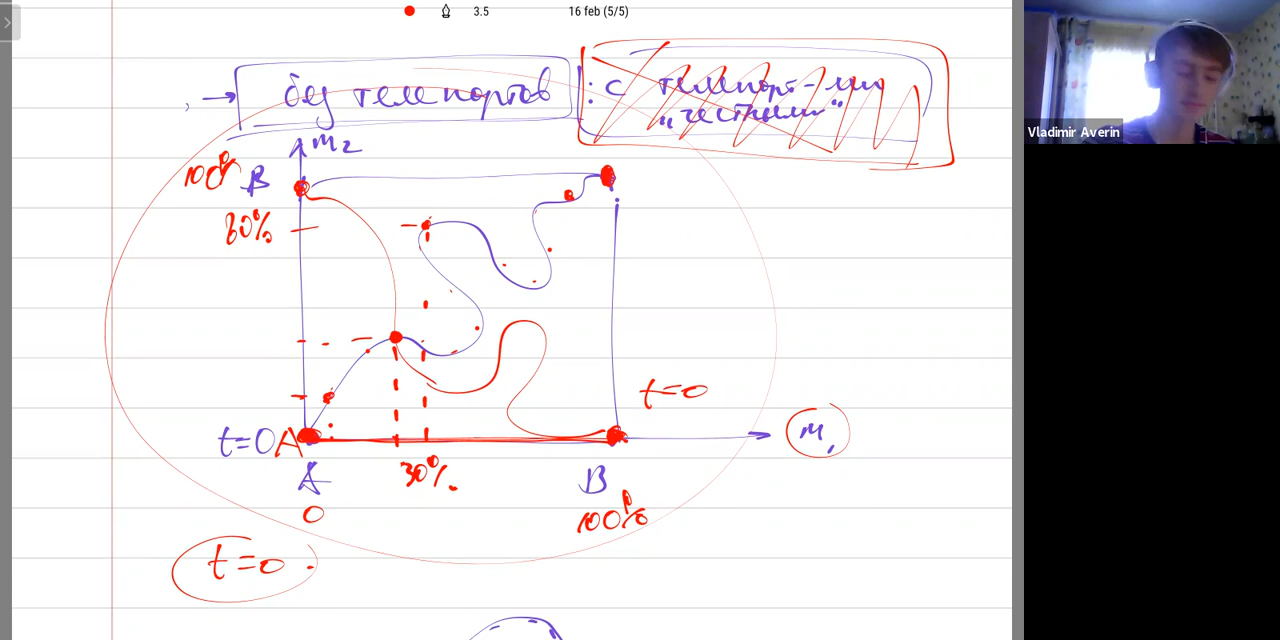 3.5 16 feb (5/5)
, → без телепортов : с телепорт-ми
"честными"
m₂
100% B
80%
t=0
t=0 A
m₁
30%.
A B
0 100%
t=0 .
Vladimir Averin